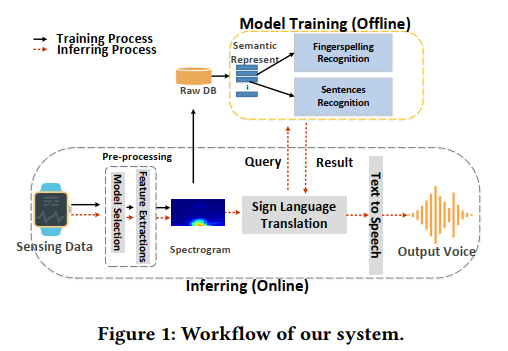 Training Process
Inferring Process
Model Training (Offline)
Semantic
Represent
Fingerspelling
Recognition
Sentences
Recognition
Raw DB
Query
Result
Pre-processing
Model Selection
Feature Extractions
Sensing Data
Spectrogram
Sign Language
Translation
Text to Speech
Output Voice
Inferring (Online)
Figure 1: Workflow of our system.